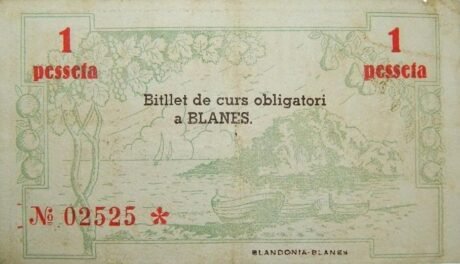 1 1
pesseta pesseta
Bitllet de curs obligatori
a BLANES.
No 02525 *
BLANDONIA-BLANES